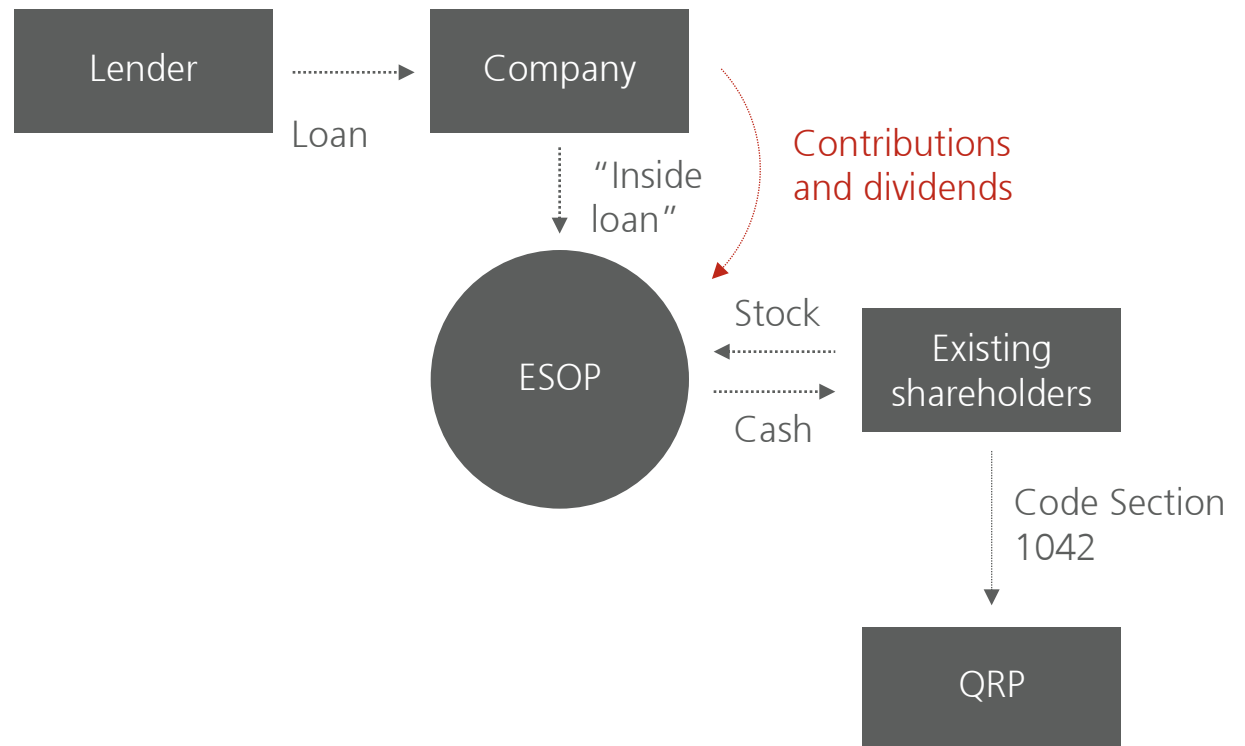 Lender
Company
Loan
“Inside
loan”
Contributions
and dividends
Stock
ESOP
Existing
shareholders
Cash
Code Section
1042
QRP